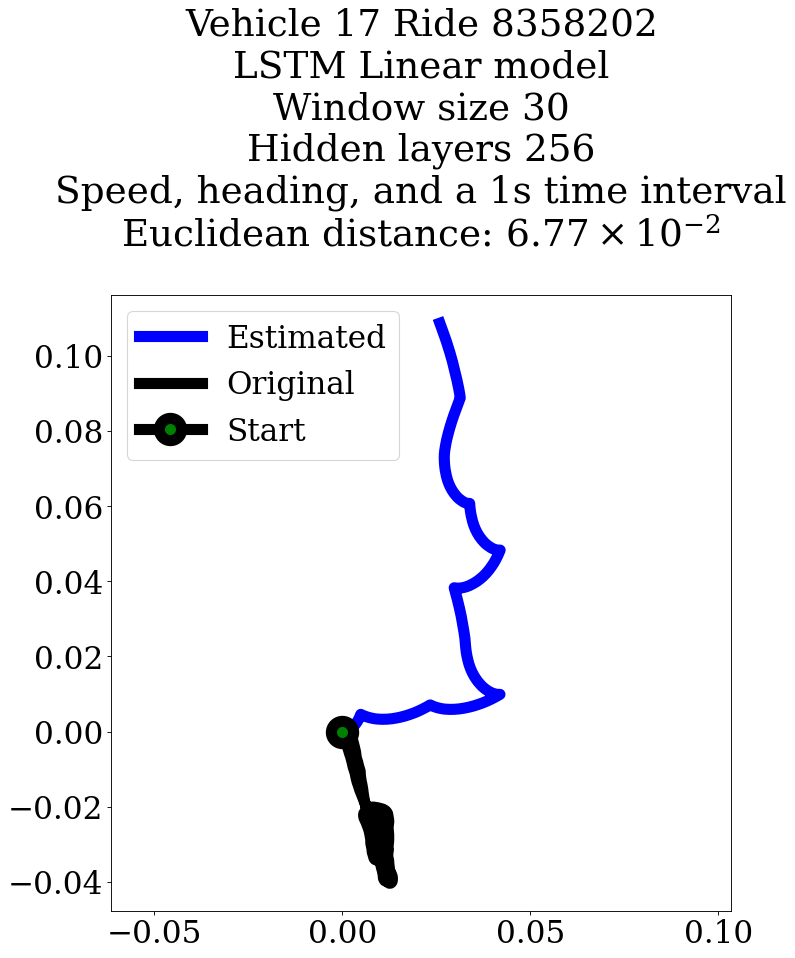 Vehicle 17 Ride 8358202
LSTM Linear model
Window size 30
Hidden layers 256
Speed, heading, and a 1s time interval
Euclidean distance: 6.77 × 10⁻²
Estimated
Original
Start
0.10
0.08
0.06
0.04
0.02
0.00
−0.02
−0.04
−0.05 0.00 0.05 0.10